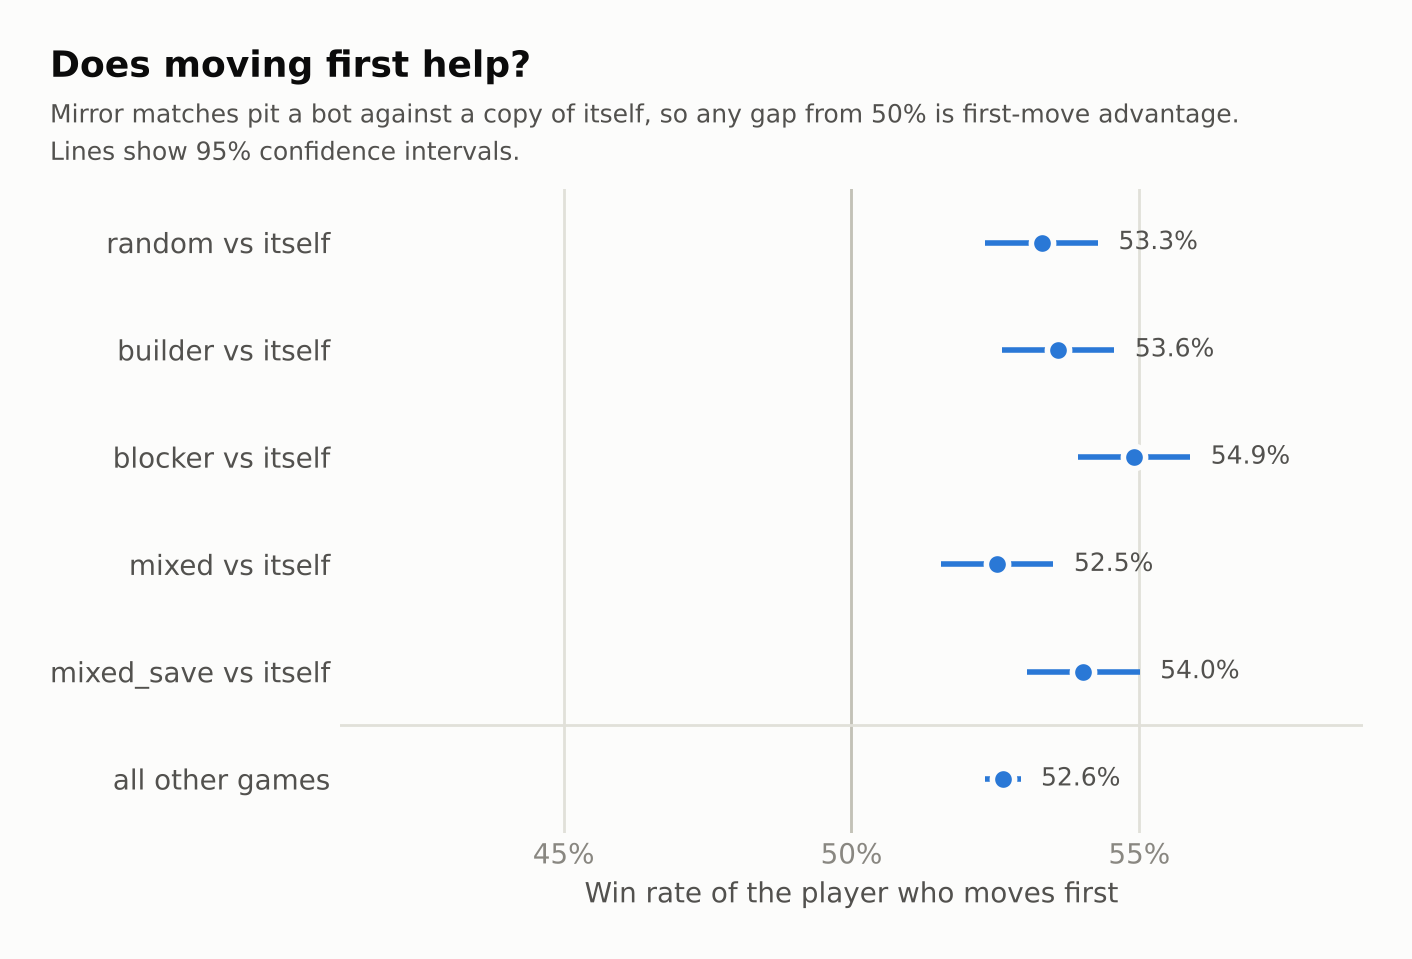 Does moving first help?
Mirror matches pit a bot against a copy of itself, so any gap from 50% is first-move advantage.
Lines show 95% confidence intervals.
random vs itself
53.3%
builder vs itself
53.6%
blocker vs itself
54.9%
mixed vs itself
52.5%
mixed_save vs itself
54.0%
all other games
52.6%
45%
50%
55%
Win rate of the player who moves first